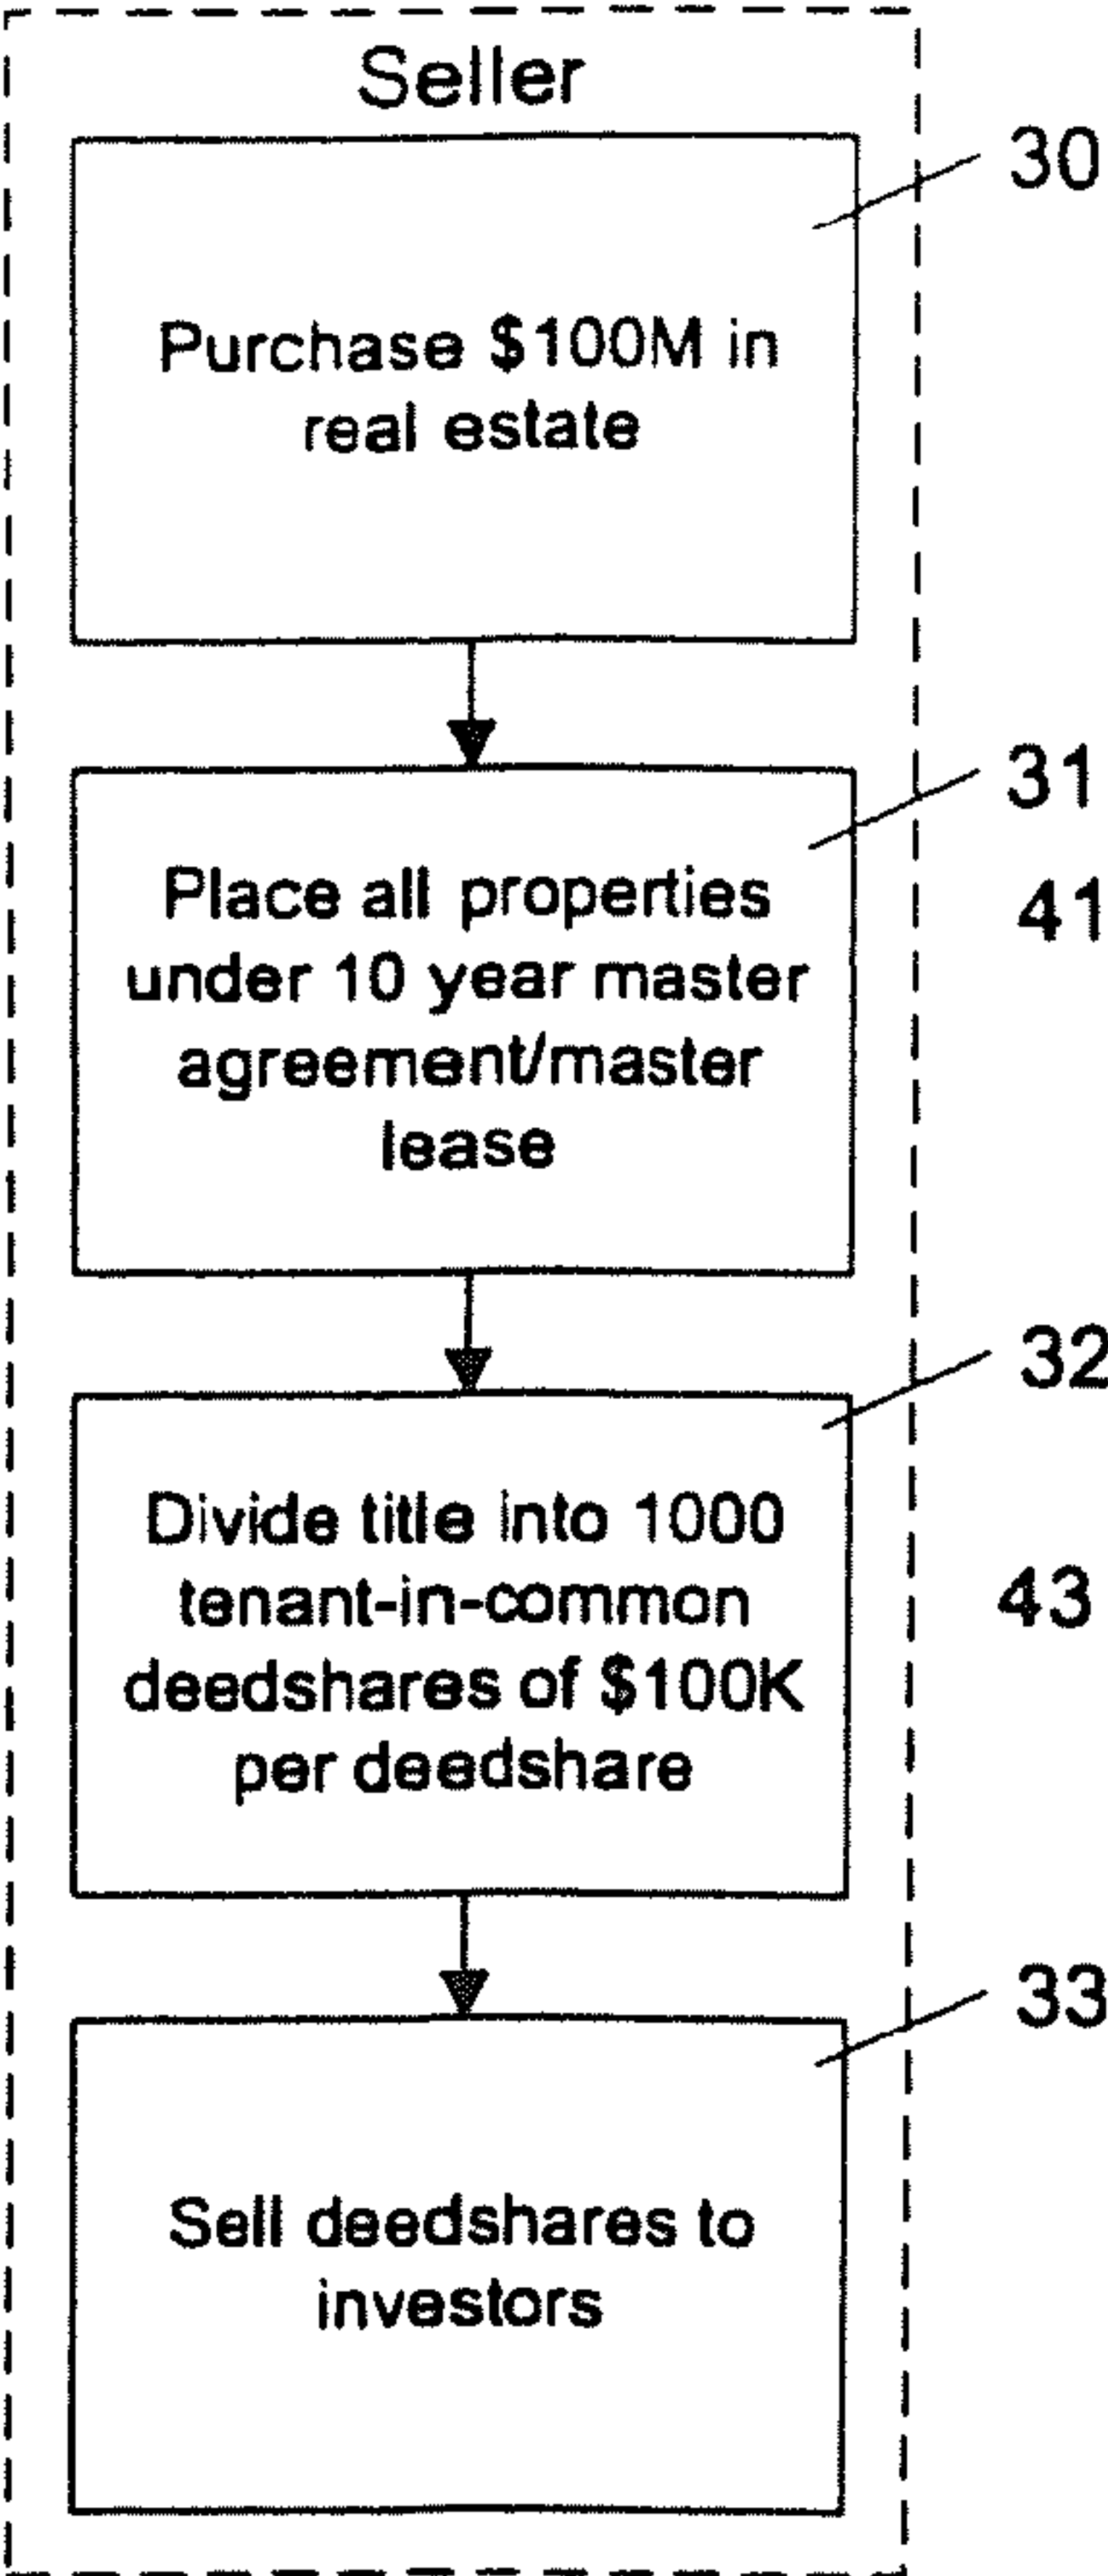 Seller
30
Purchase $100M in
real estate
31
41
Place all properties
under 10 year master
agreement/master
lease
32
Divide title into 1000
tenant-in-common
deedshares of $100K
per deedshare
43
33
Sell deedshares to
investors